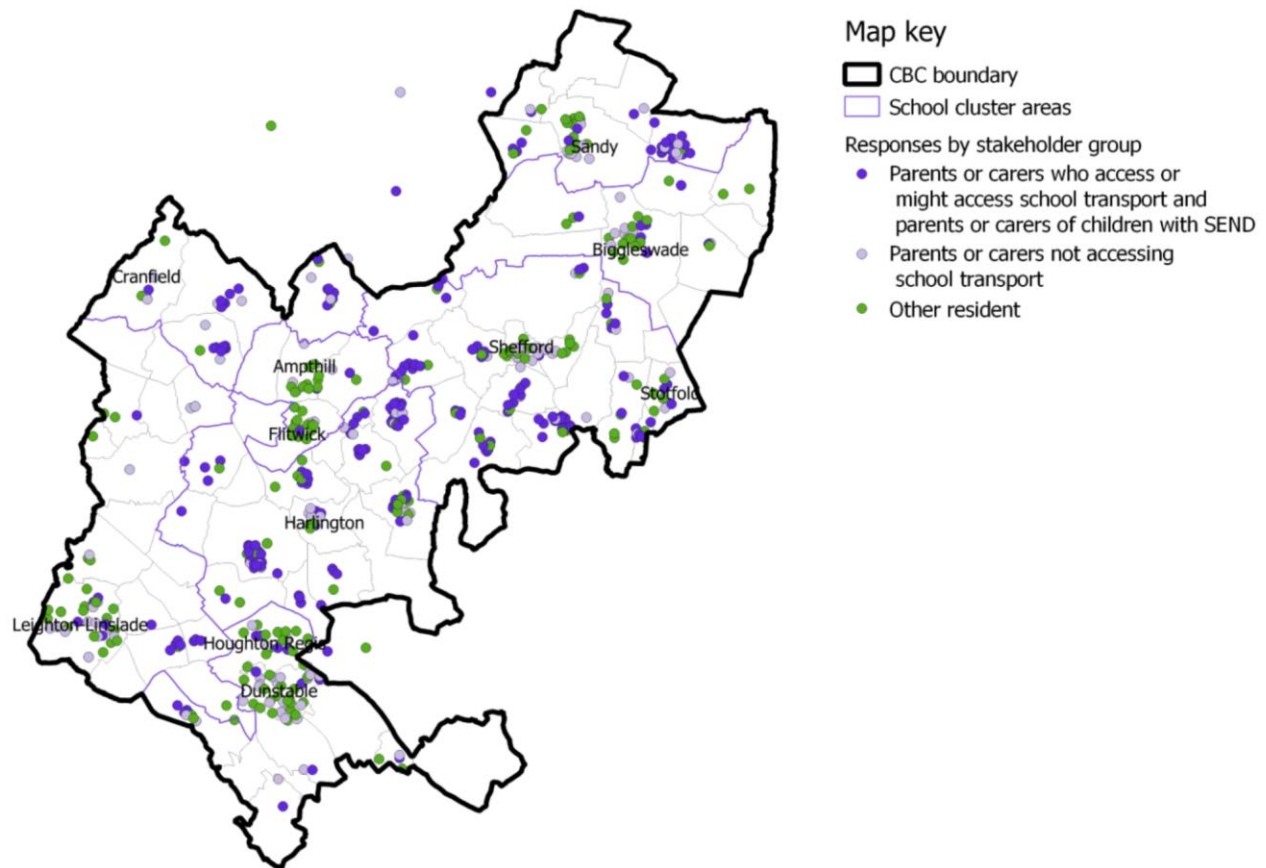 Map key
CBC boundary
School cluster areas
Responses by stakeholder group
Parents or carers who access or
might access school transport and
parents or carers of children with SEND
Parents or carers not accessing
school transport
Other resident
Sandy
Biggleswade
Cranfield
Shefford
Ampthill
Stotfold
Flitwick
Harlington
Leighton-Linslade
Houghton Regis
Dunstable